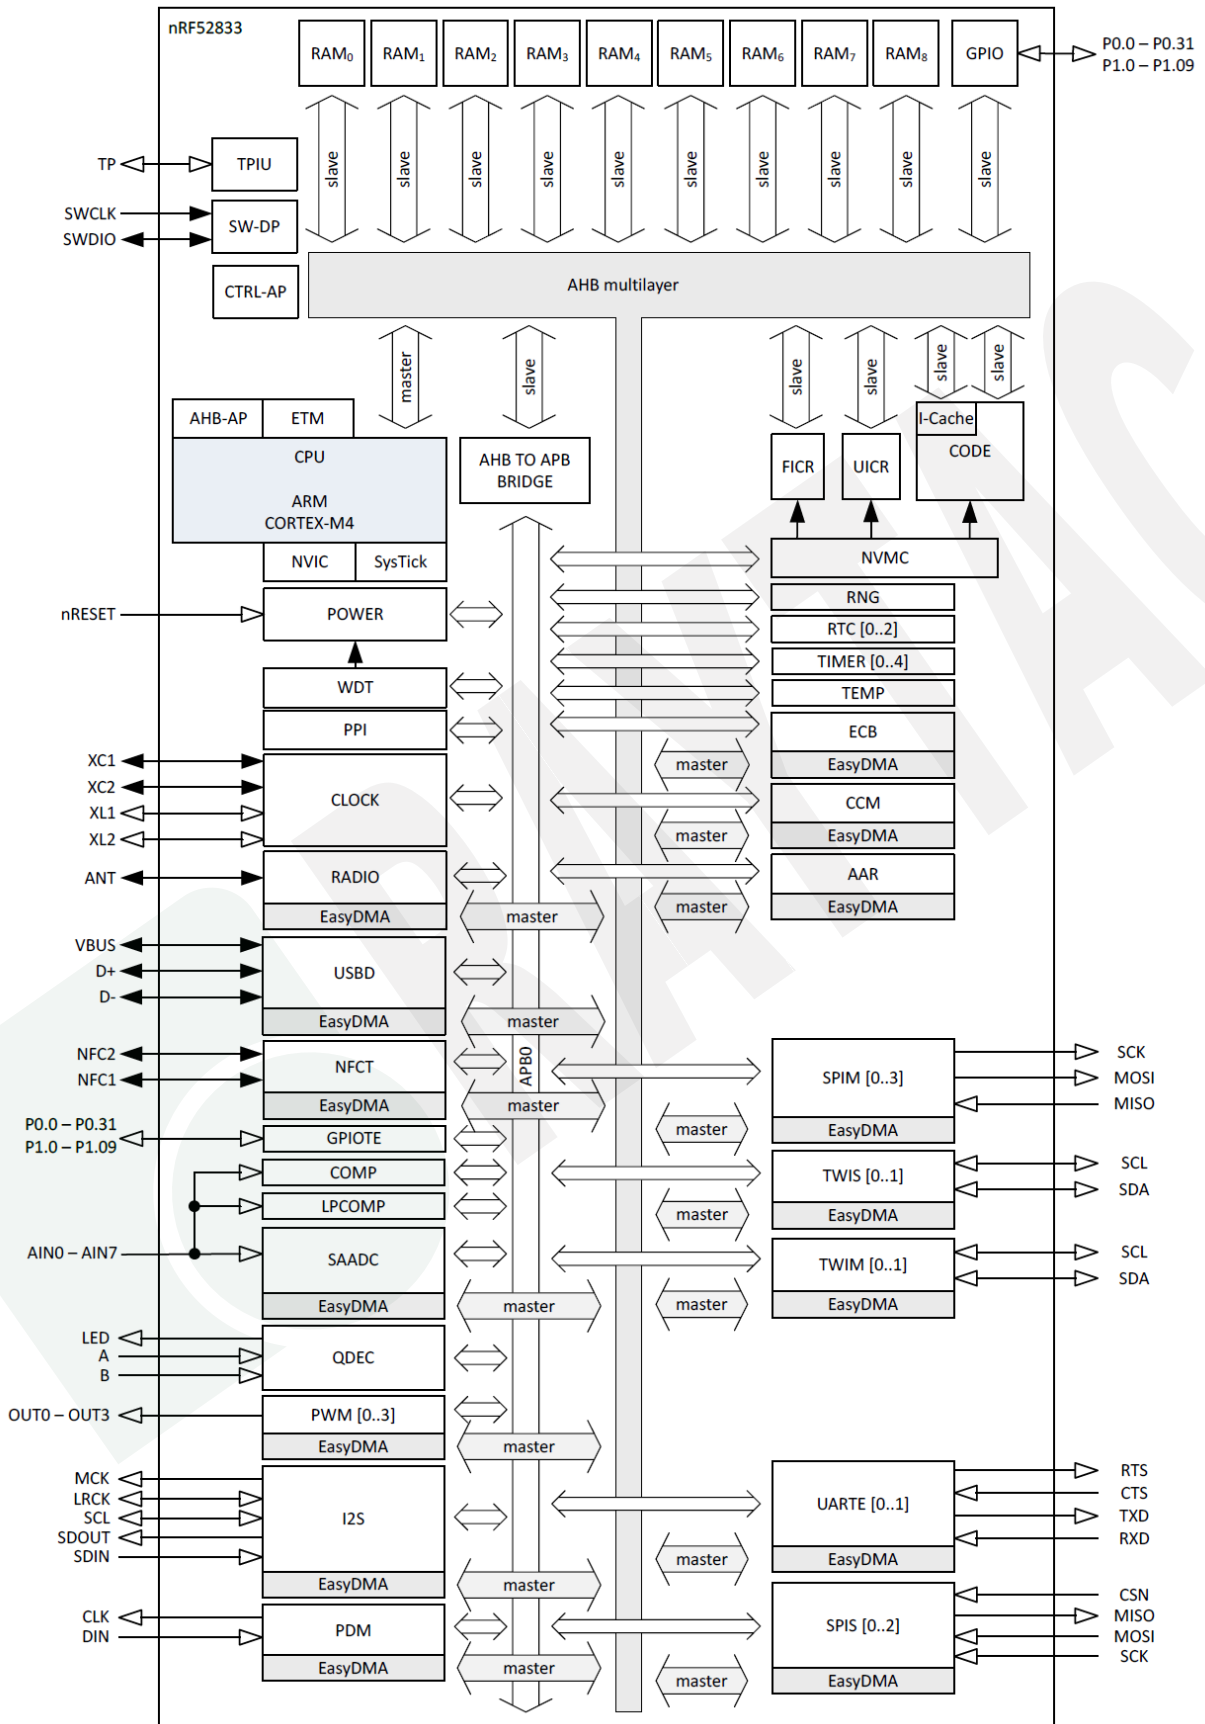 nRF52833
RAM0 RAM1 RAM2 RAM3 RAM4 RAM5 RAM6 RAM7 RAM8 GPIO
P0.0 – P0.31
P1.0 – P1.09
slave slave slave slave slave slave slave slave slave slave
TP TPIU
SWCLK
SWDIO
SW-DP
CTRL-AP
AHB multilayer
master slave slave slave slave slave
AHB-AP ETM
CPU
ARM
CORTEX-M4
NVIC SysTick
AHB TO APB
BRIDGE
FICR UICR
I-Cache
CODE
NVMC
nRESET POWER
RNG
RTC [0..2]
TIMER [0..4]
WDT
TEMP
PPI
ECB
master EasyDMA
XC1
XC2
XL1
XL2
CLOCK
CCM
master EasyDMA
ANT RADIO
EasyDMA master
AAR
master EasyDMA
VBUS
D+
D-
USBD
EasyDMA master
APB0
NFC2
NFC1
NFCT
EasyDMA master
SPIM [0..3]
master EasyDMA
SCK
MOSI
MISO
P0.0 – P0.31
P1.0 – P1.09
GPIOTE
COMP
LPCOMP
TWIS [0..1]
master EasyDMA
SCL
SDA
AIN0 – AIN7 SAADC
EasyDMA master
TWIM [0..1]
master EasyDMA
SCL
SDA
LED
A
B
QDEC
OUT0 – OUT3 PWM [0..3]
EasyDMA master
MCK
LRCK
SCL
SDOUT
SDIN
I2S
EasyDMA master
UARTE [0..1]
master EasyDMA
RTS
CTS
TXD
RXD
CLK
DIN
PDM
EasyDMA master
SPIS [0..2]
master EasyDMA
CSN
MISO
MOSI
SCK
RAYTAC